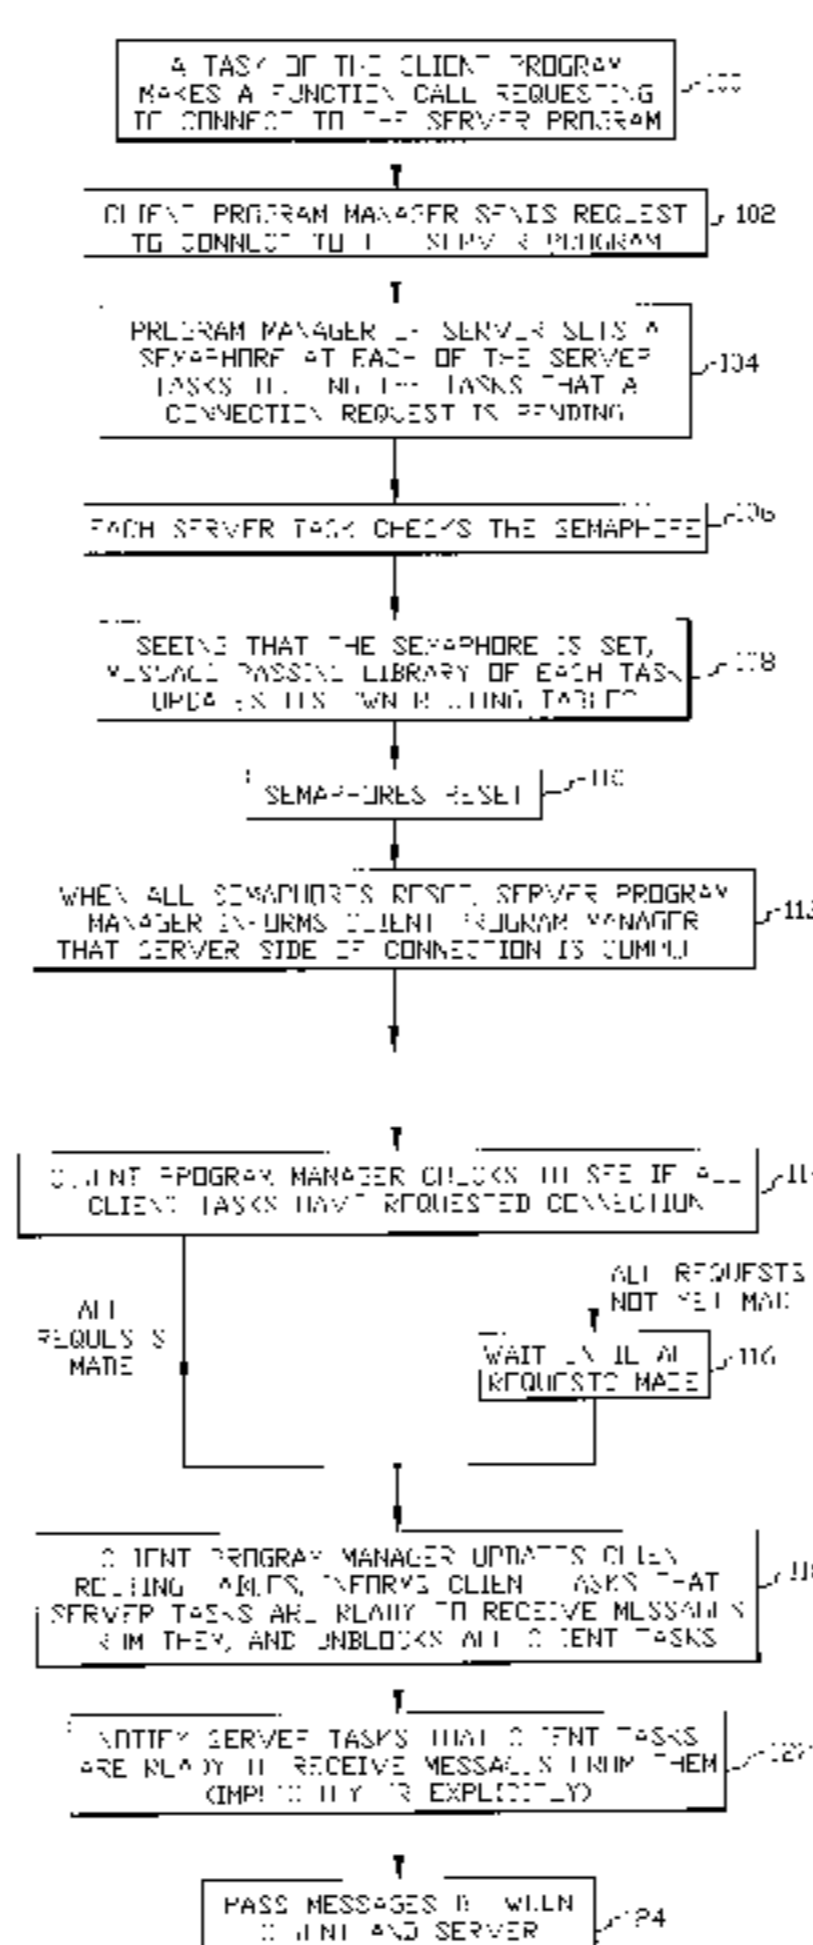 A TASK OF THE CLIENT PROGRAM
MAKES A FUNCTION CALL REQUESTING
TO CONNECT TO THE SERVER PROGRAM
CLIENT PROGRAM MANAGER SENDS REQUEST
102
TO CONNECT TO THE SERVER PROGRAM
PROGRAM MANAGER OF SERVER SETS A
SEMAPHORE AT EACH OF THE SERVER
104
TASKS TELLING THE TASKS THAT A
CONNECTION REQUEST IS PENDING
106
EACH SERVER TASK CHECKS THE SEMAPHORE
SEEING THAT THE SEMAPHORE IS SET,
MESSAGE PASSING LIBRARY OF EACH TASK
108
UPDATES ITS OWN ROUTING TABLES
110
SEMAPHORES RESET
WHEN ALL SEMAPHORES RESET, SERVER PROGRAM
MANAGER INFORMS CLIENT PROGRAM MANAGER
THAT SERVER SIDE OF CONNECTION IS
CLIENT PROGRAM MANAGER CHECKS TO SEE IF ALL
CLIENT TASKS HAVE REQUESTED CONNECTION
ALL REQUESTS
NOT YET MADE
ALL
REQUESTS
MADE
WAIT UNTIL ALL
116
REQUESTS MADE
CLIENT PROGRAM MANAGER UPDATES CLIENT
ROUTING TABLES, INFORMS CLIENT TASKS THAT
SERVER TASKS ARE READY TO RECEIVE MESSAGES
FROM THEM, AND UNBLOCKS ALL CLIENT TASKS
NOTIFY SERVER TASKS THAT CLIENT TASKS
ARE READY TO RECEIVE MESSAGES FROM THEM
(IMPLICITLY OR EXPLICITLY)
PASS MESSAGES BETWEEN
124
CLIENT AND SERVER